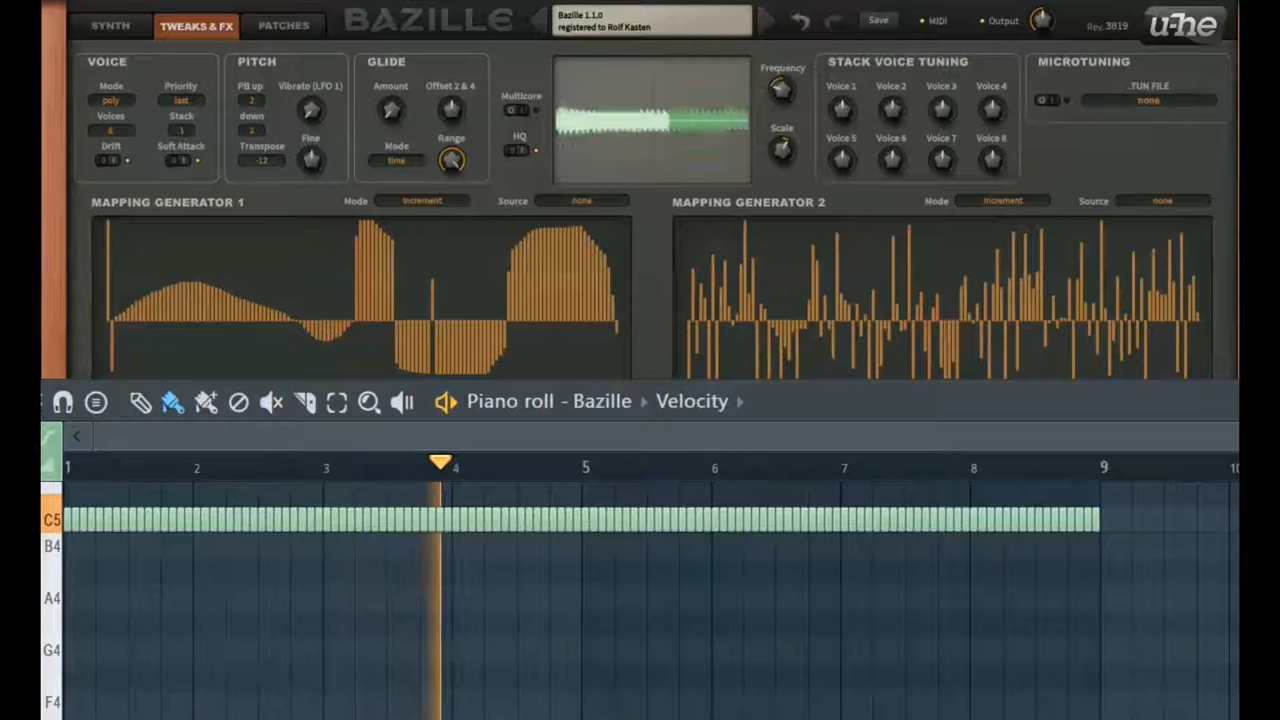 SYNTH
TWEAKS & FX
PATCHES
BAZILLE
Bazille 1.1.0
registered to Rolf Kasten
Save
MIDI
Output
Rev.3819
u-he
VOICE
Mode
poly
Priority
last
Voices
6
Stack
1
Drift
Soft Attack
PITCH
PB up
2
Vibrato (LFO 1)
down
2
Fine
Transpose
-12
GLIDE
Amount
Offset 2 & 4
Mode
time
Range
Multicore
HQ
Frequency
Scale
STACK VOICE TUNING
Voice 1
Voice 2
Voice 3
Voice 4
Voice 5
Voice 6
Voice 7
Voice 8
MICROTUNING
.TUN FILE
none
MAPPING GENERATOR 1
Mode
Increment
Source
none
MAPPING GENERATOR 2
Mode
Increment
Source
none
Piano roll - Bazille
Velocity
1 2 3 4 5 6 7 8 9 10
C5
B4
A4
G4
F4